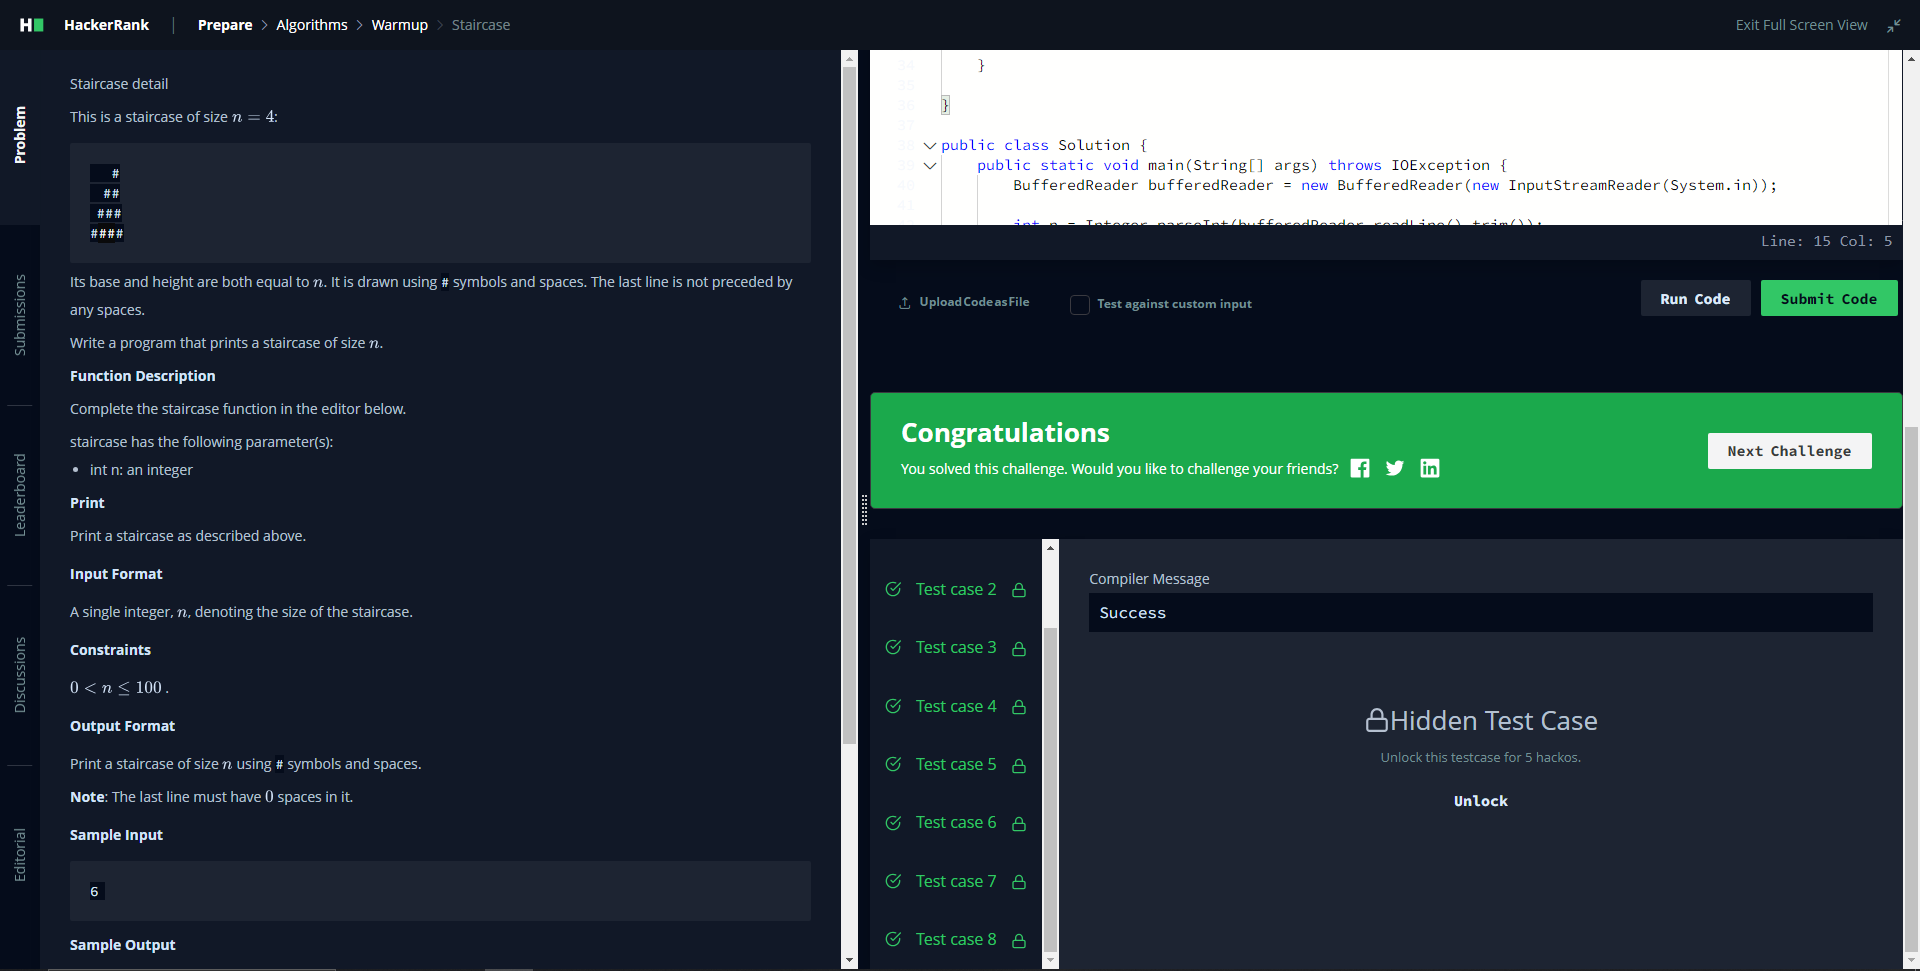 HackerRank | Prepare > Algorithms > Warmup > Staircase
Exit Full Screen View
Problem
Submissions
Leaderboard
Discussions
Editorial
Staircase detail
This is a staircase of size n = 4:
   #
  ##
 ###
####
Its base and height are both equal to n. It is drawn using # symbols and spaces. The last line is not preceded by
any spaces.
Write a program that prints a staircase of size n.
Function Description
Complete the staircase function in the editor below.
staircase has the following parameter(s):
• int n: an integer
Print
Print a staircase as described above.
Input Format
A single integer, n, denoting the size of the staircase.
Constraints
0 < n ≤ 100 .
Output Format
Print a staircase of size n using # symbols and spaces.
Note: The last line must have 0 spaces in it.
Sample Input
6
Sample Output
34 }
35
36 }
37
38 public class Solution {
39 public static void main(String[] args) throws IOException {
40 BufferedReader bufferedReader = new BufferedReader(new InputStreamReader(System.in));
41
int n = Integer.parseInt(bufferedReader.readLine().trim());
Line: 15 Col: 5
Upload Code as File
Test against custom input
Run Code
Submit Code
Congratulations
You solved this challenge. Would you like to challenge your friends?
Next Challenge
Test case 2
Test case 3
Test case 4
Test case 5
Test case 6
Test case 7
Test case 8
Compiler Message
Success
Hidden Test Case
Unlock this testcase for 5 hackos.
Unlock